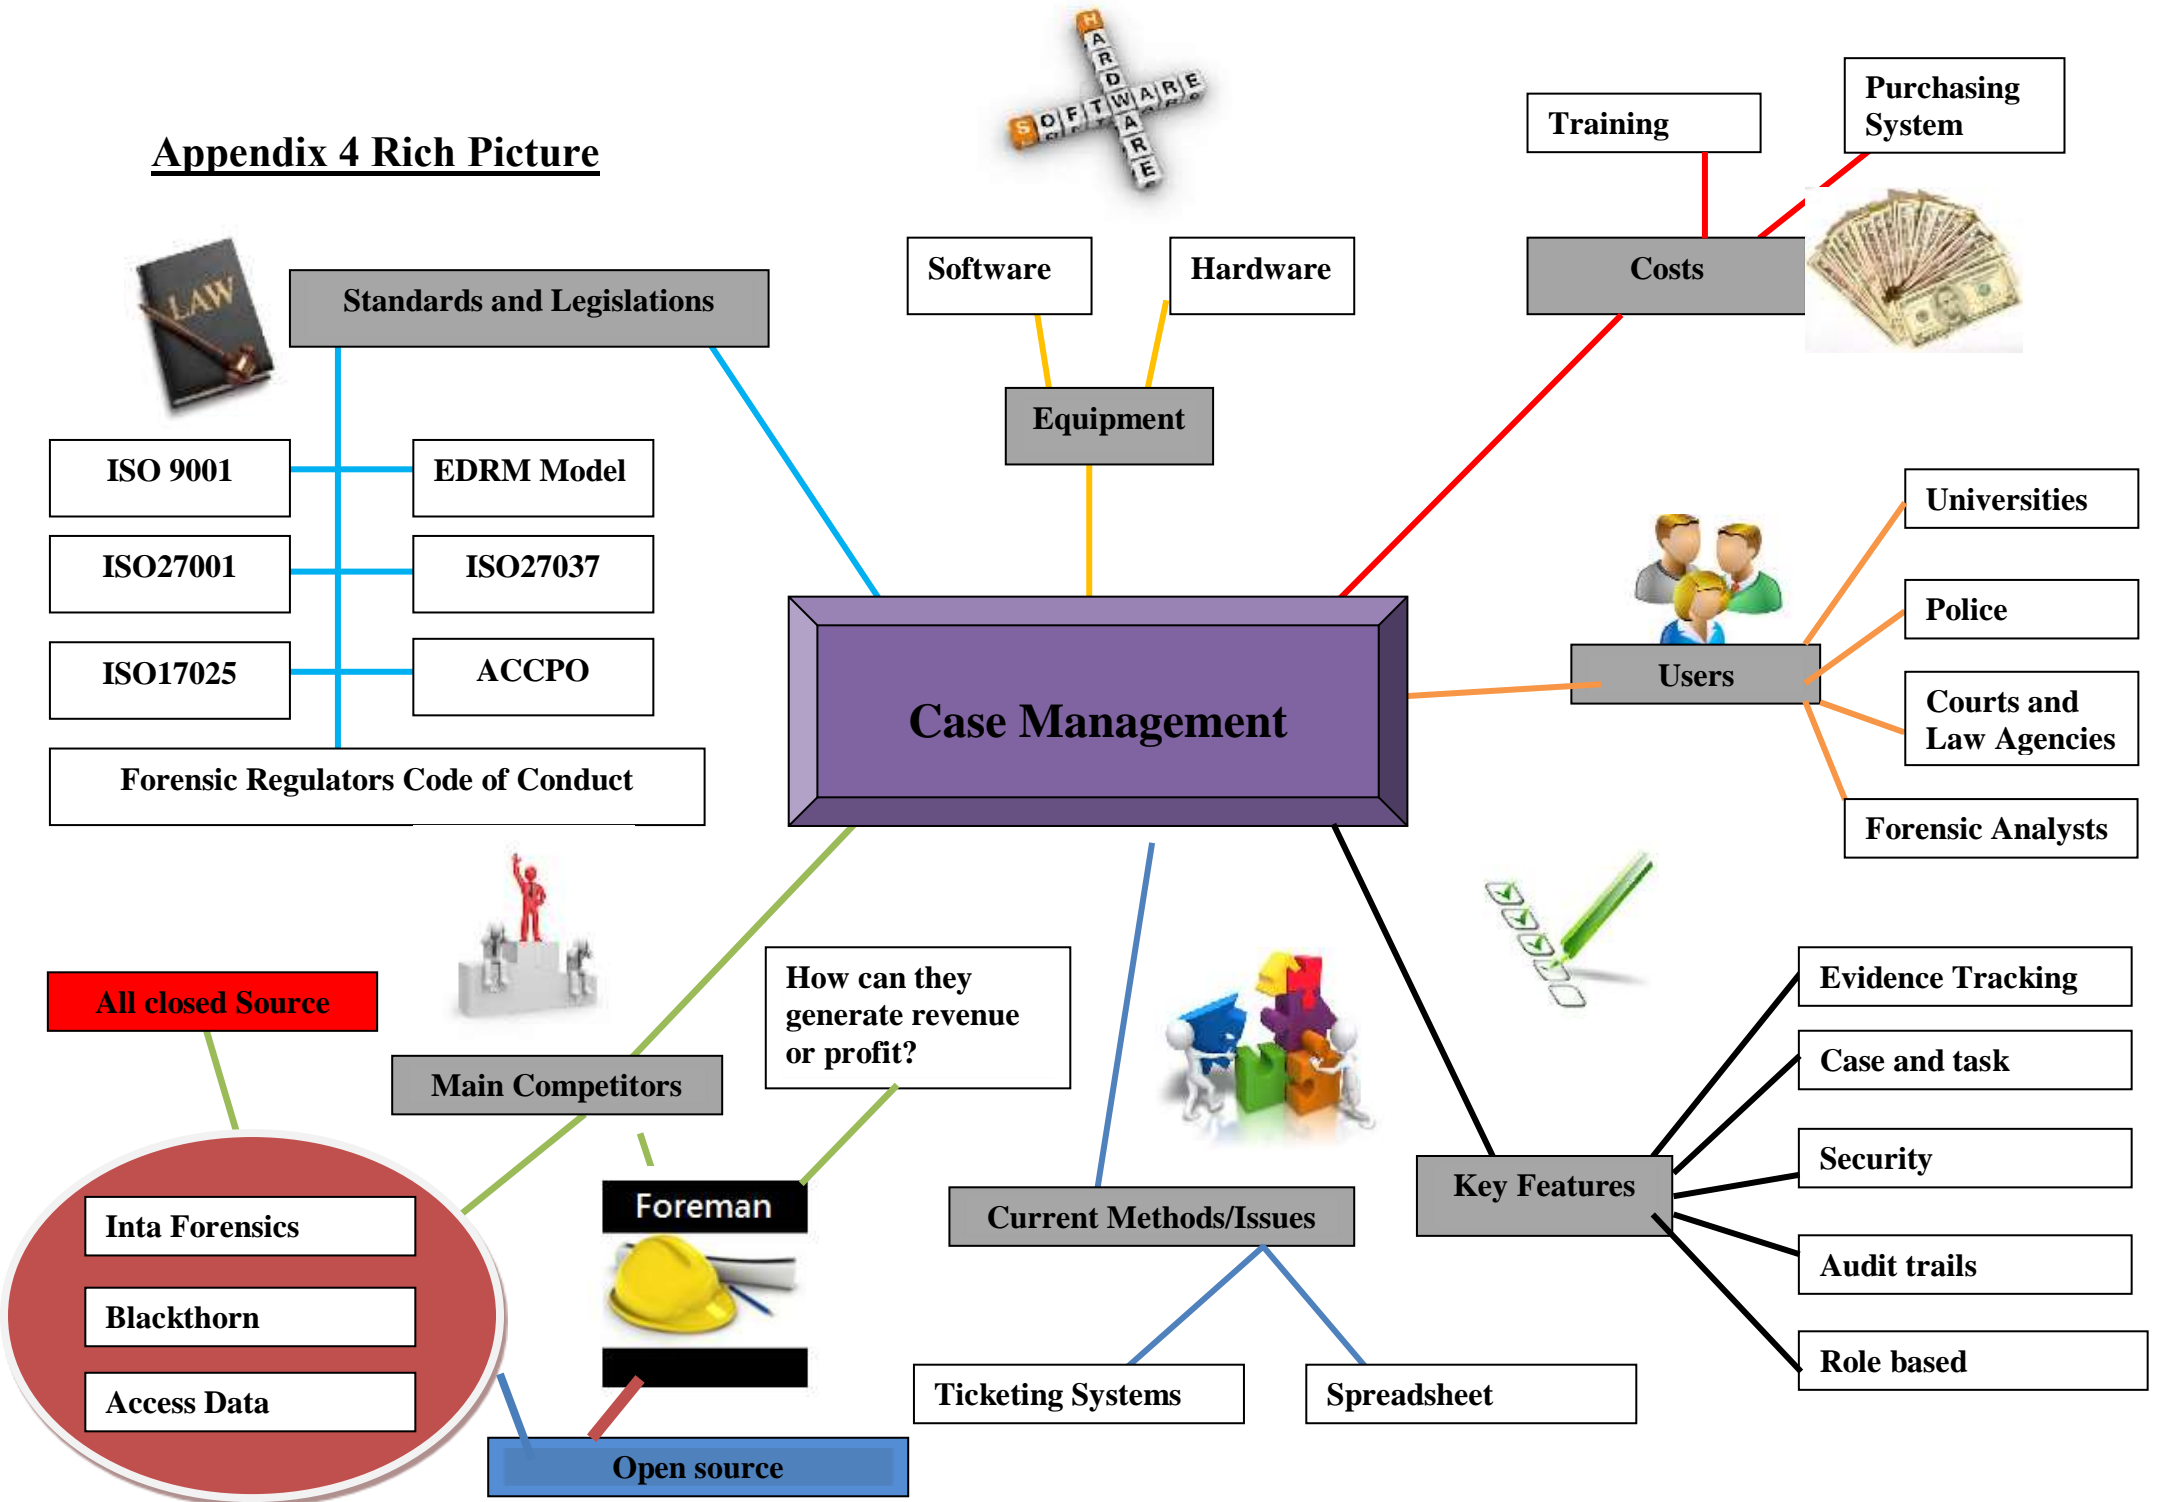 HARDWARE
SOFTWARE
Appendix 4 Rich Picture
Training
Purchasing
System
LAW
Standards and Legislations
Software
Hardware
Costs
Equipment
ISO 9001
EDRM Model
ISO27001
ISO27037
ISO17025
ACCPO
Forensic Regulators Code of Conduct
Case Management
Universities
Police
Users
Courts and
Law Agencies
Forensic Analysts
All closed Source
Main Competitors
How can they
generate revenue
or profit?
Evidence Tracking
Case and task
Security
Key Features
Audit trails
Role based
Inta Forensics
Blackthorn
Access Data
Foreman
Current Methods/Issues
Ticketing Systems
Spreadsheet
Open source